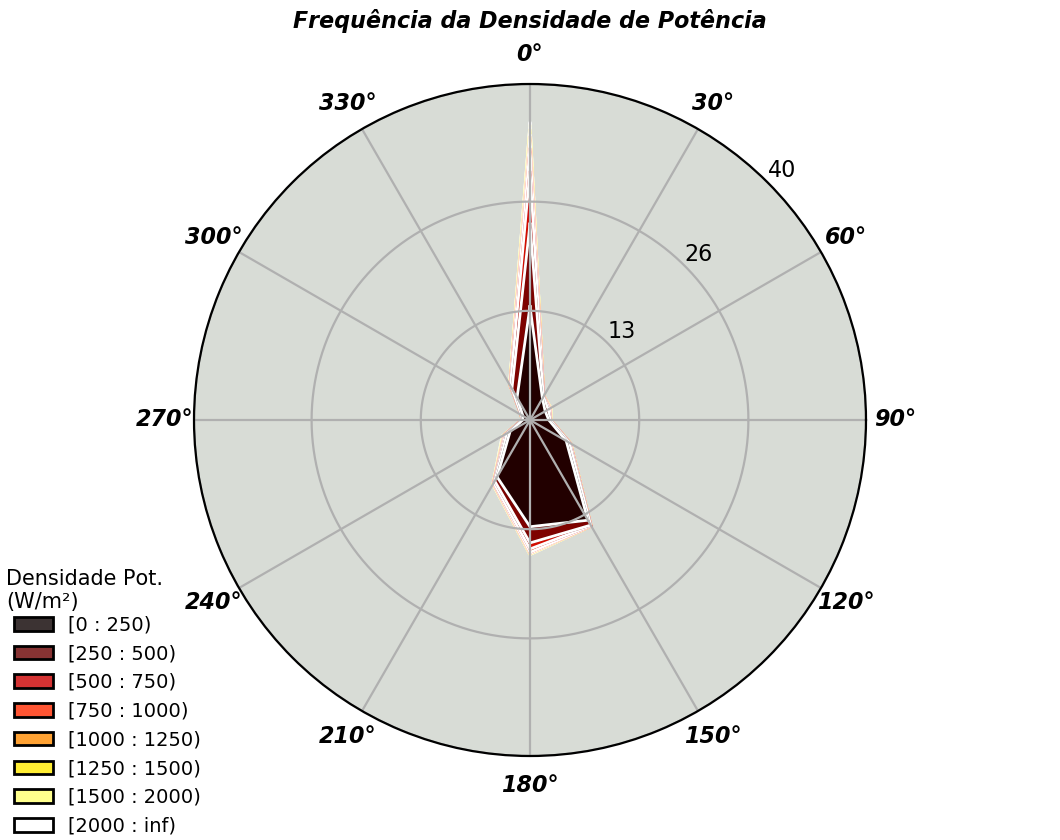 Frequência da Densidade de Potência
0°
330°
30°
40
300°
60°
26
13
270°
90°
Densidade Pot.
(W/m²)
240°
120°
[0 : 250)
[250 : 500)
[500 : 750)
[750 : 1000)
210°
150°
[1000 : 1250)
[1250 : 1500)
180°
[1500 : 2000)
[2000 : inf)